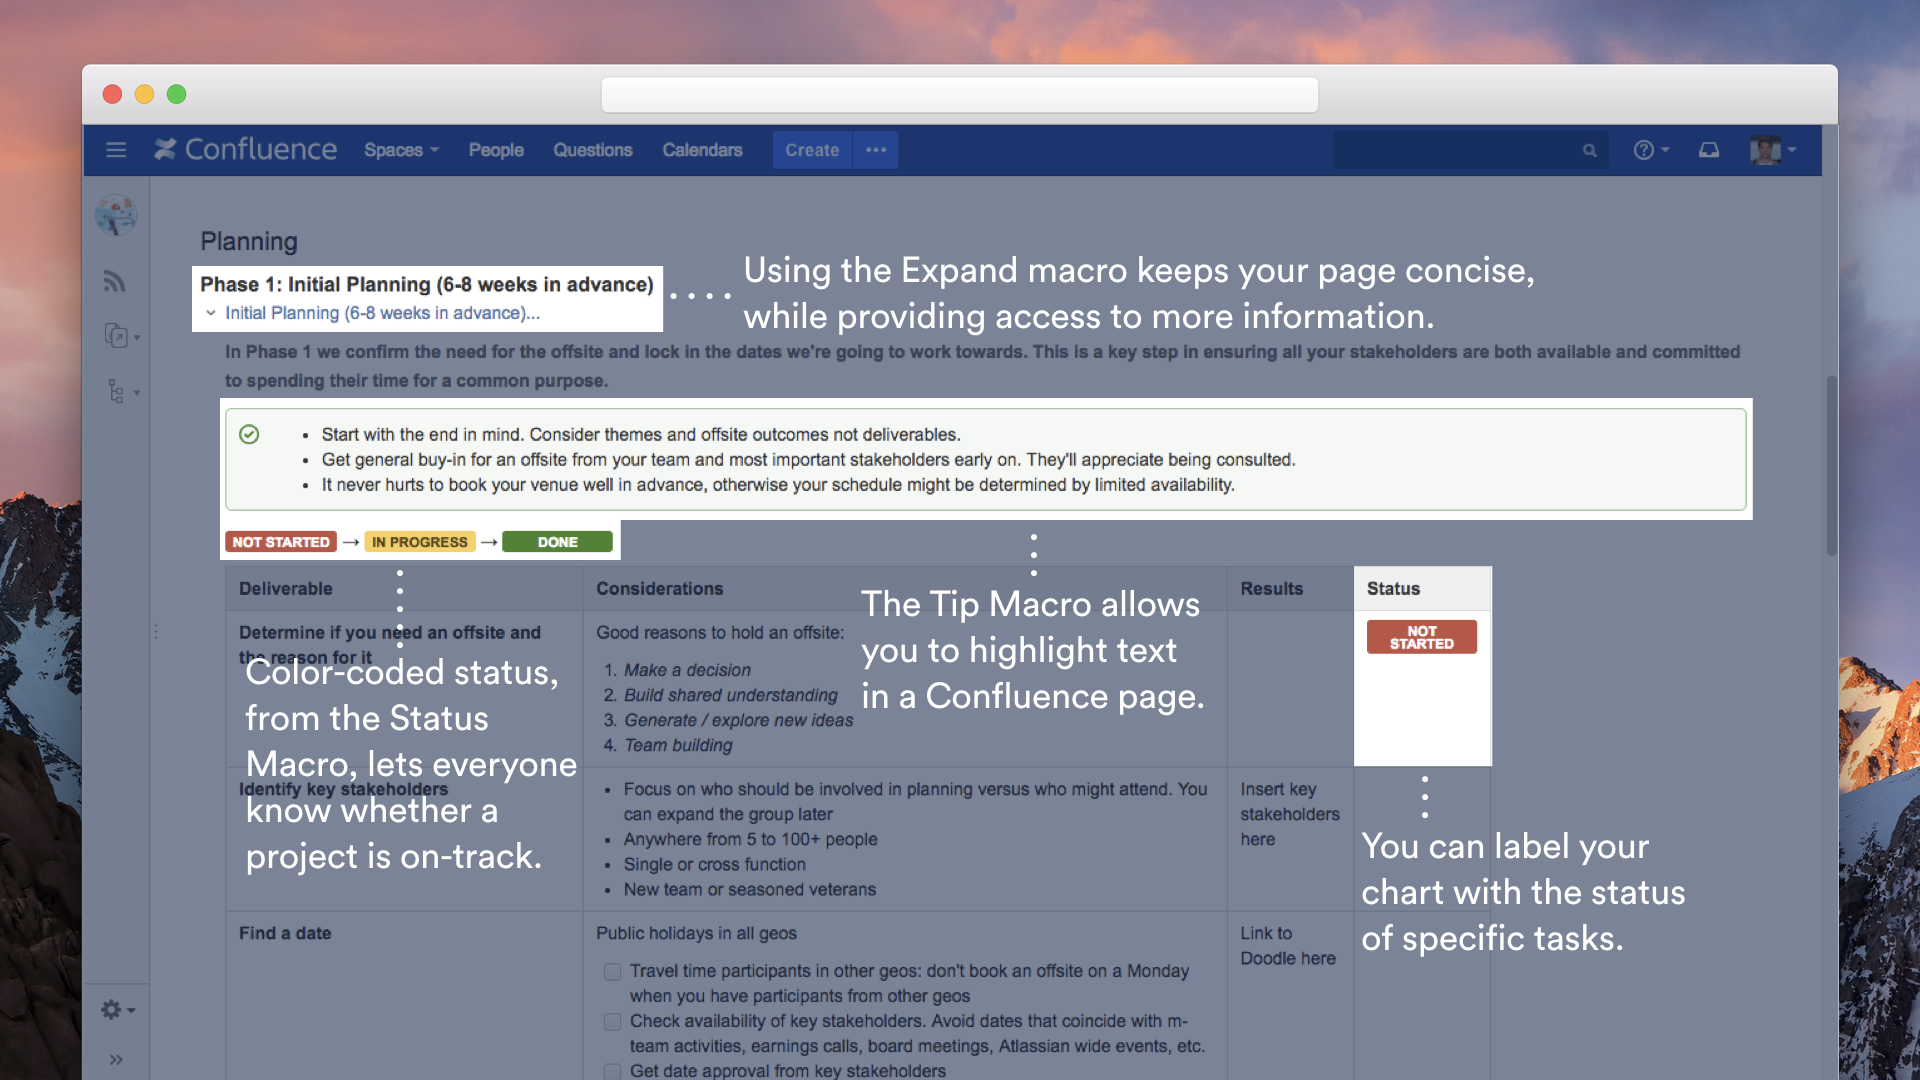 Confluence Spaces People Questions Calendars Create
Planning
Phase 1: Initial Planning (6-8 weeks in advance)
Initial Planning (6-8 weeks in advance)...
Using the Expand macro keeps your page concise,
while providing access to more information.
In Phase 1 we confirm the need for the offsite and lock in the dates we're going to work towards. This is a key step in ensuring all your stakeholders are both available and committed
to spending their time for a common purpose.
• Start with the end in mind. Consider themes and offsite outcomes not deliverables.
• Get general buy-in for an offsite from your team and most important stakeholders early on. They'll appreciate being consulted.
• It never hurts to book your venue well in advance, otherwise your schedule might be determined by limited availability.
NOT STARTED → IN PROGRESS → DONE
Deliverable Considerations Results Status
Determine if you need an offsite and
the reason for it
Good reasons to hold an offsite:
1. Make a decision
2. Build shared understanding
3. Generate / explore new ideas
4. Team building
NOT
STARTED
Color-coded status,
from the Status
Macro, lets everyone
know whether a
project is on-track.
The Tip Macro allows
you to highlight text
in a Confluence page.
Identify key stakeholders
• Focus on who should be involved in planning versus who might attend. You
can expand the group later
• Anywhere from 5 to 100+ people
• Single or cross function
• New team or seasoned veterans
Insert key
stakeholders
here
You can label your
chart with the status
of specific tasks.
Find a date
Public holidays in all geos
Travel time participants in other geos: don't book an offsite on a Monday
when you have participants from other geos
Check availability of key stakeholders. Avoid dates that coincide with m-
team activities, earnings calls, board meetings, Atlassian wide events, etc.
Get date approval from key stakeholders
Link to
Doodle here